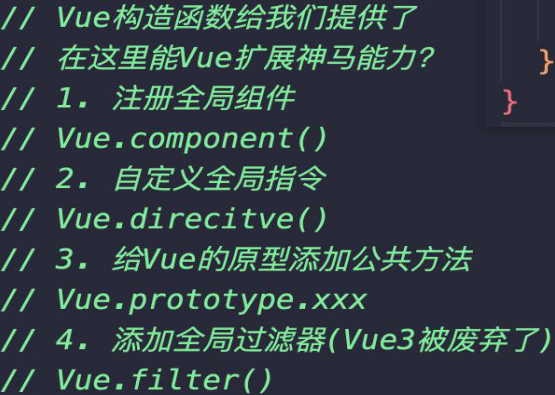 // Vue构造函数给我们提供了
// 在这里能Vue扩展神马能力?
// 1. 注册全局组件
// Vue.component()
// 2. 自定义全局指令
// Vue.direcitve()
// 3. 给Vue的原型添加公共方法
// Vue.prototype.xxx
// 4. 添加全局过滤器(Vue3被废弃了)
// Vue.filter()
}
}